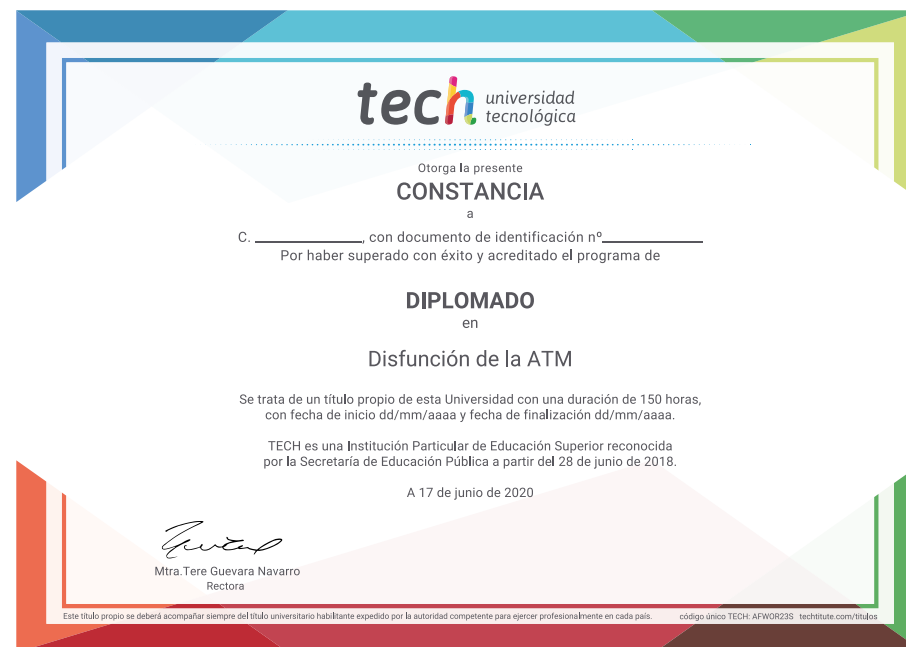 tech universidad
tecnológica
Otorga la presente
CONSTANCIA
a
C. ____________, con documento de identificación nº____________
Por haber superado con éxito y acreditado el programa de
DIPLOMADO
en
Disfunción de la ATM
Se trata de un título propio de esta Universidad con una duración de 150 horas,
con fecha de inicio dd/mm/aaaa y fecha de finalización dd/mm/aaaa.
TECH es una Institución Particular de Educación Superior reconocida
por la Secretaría de Educación Pública a partir del 28 de junio de 2018.
A 17 de junio de 2020
Mtra.Tere Guevara Navarro
Rectora
Este título propio se deberá acompañar siempre del título universitario habilitante expedido por la autoridad competente para ejercer profesionalmente en cada país. código único TECH: AFWOR23S techtitute.com/titulos